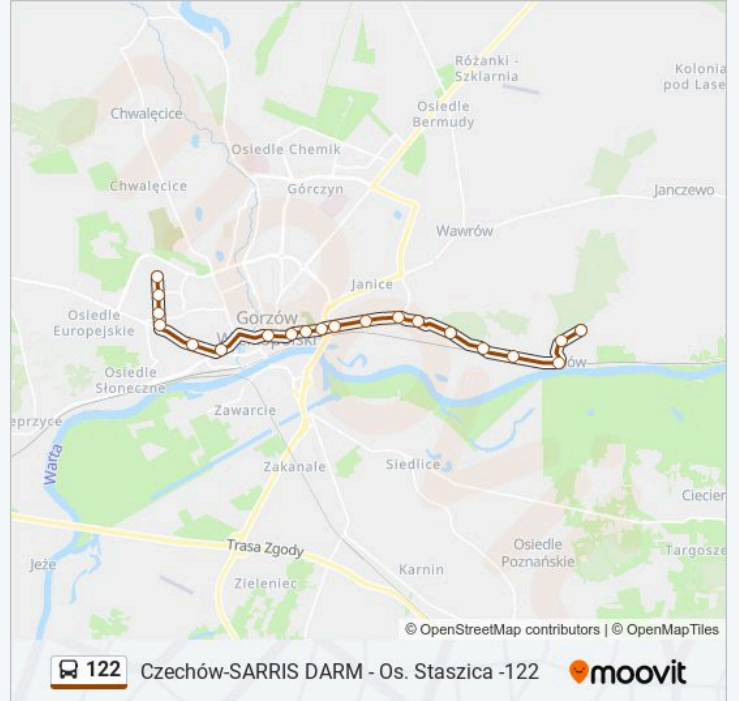 Różanki -
Szklarnia
Kolonia
pod Lase
Osiedle
Bermudy
Chwalęcice
Osiedle Chemik
Chwalęcice
Górczyn
Janczewo
Wawrów
Janice
Osiedle
Europejskie
Gorzów
Wielkopolski
ów
Osiedle
Słoneczne
Zawarcie
eprzyce
Warta
Zakanale
Siedlice
Ciecier
Trasa Zgody
Osiedle
Poznańskie
Targosze
Jeże
Karnin
Zieleniec
© OpenStreetMap contributors | © OpenMapTiles
122 Czechów-SARRIS DARM - Os. Staszica -122 moovit